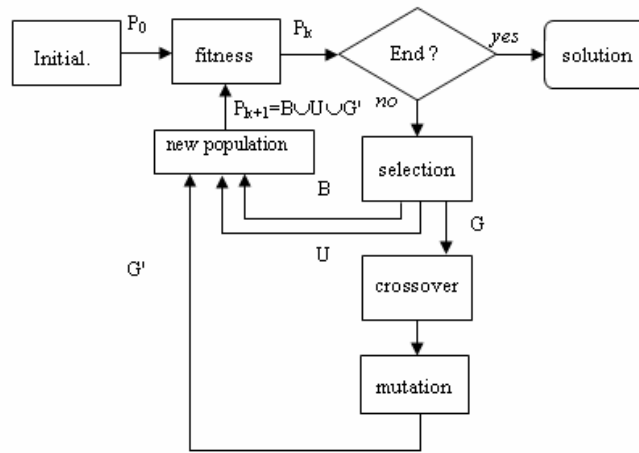 P₀
Initial.
fitness
Pₖ
End ?
yes
solution
no
Pₖ₊₁=B∪U∪G'
new population
selection
B
U
G
G'
crossover
mutation